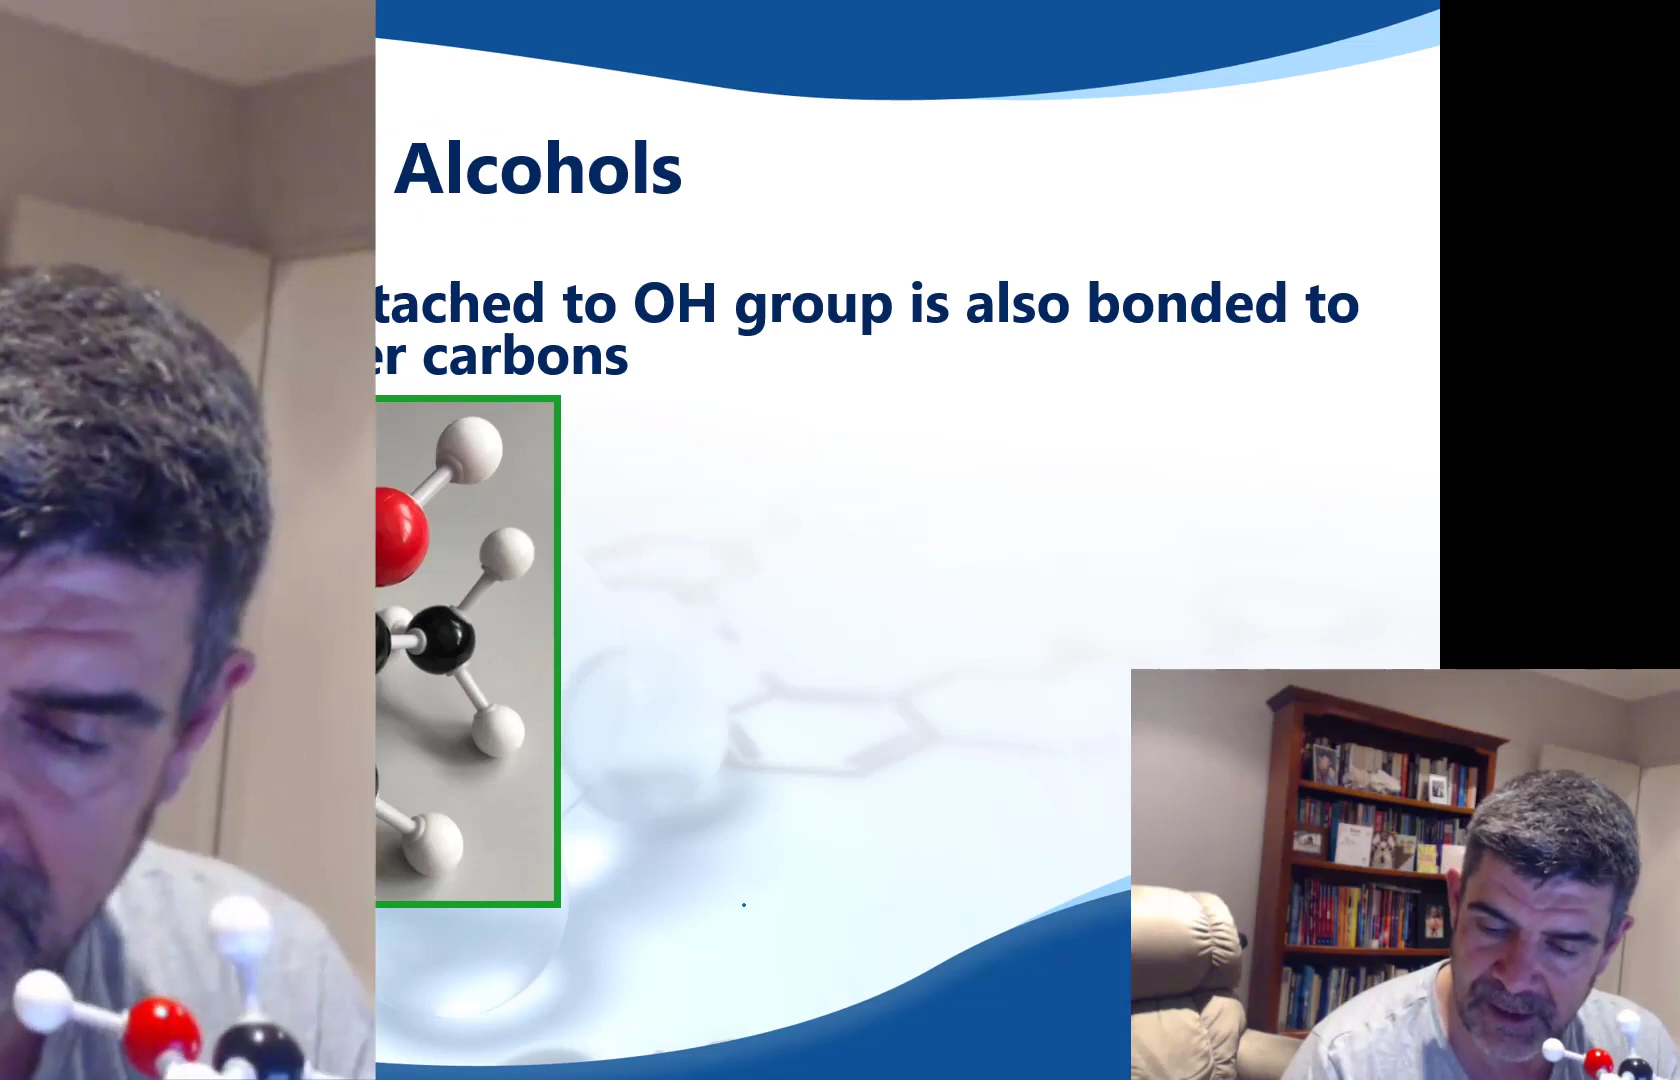 Alcohols
tached to OH group is also bonded to
er carbons